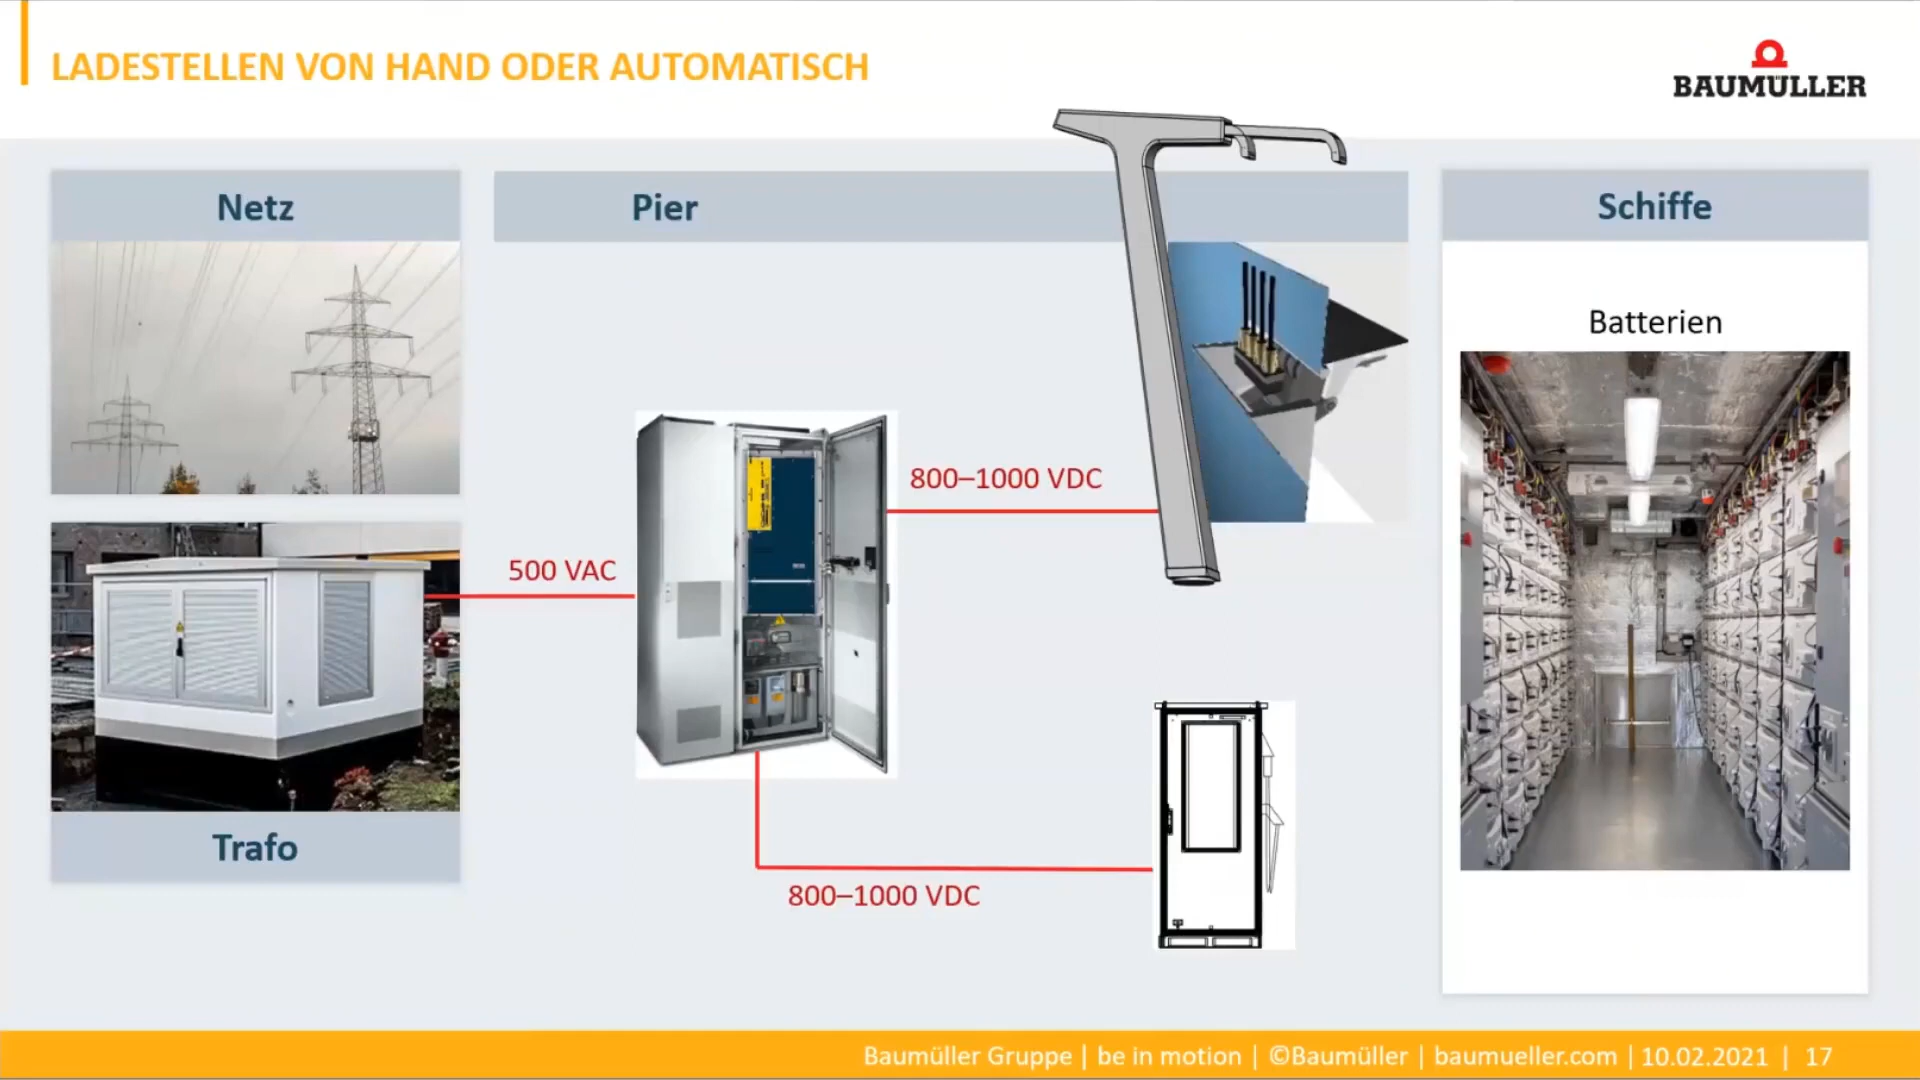 LADESTELLEN VON HAND ODER AUTOMATISCH
BAUMÜLLER
Netz
Pier
Schiffe
Batterien
800–1000 VDC
500 VAC
Trafo
800–1000 VDC
Baumüller Gruppe | be in motion | ©Baumüller | baumueller.com | 10.02.2021 | 17